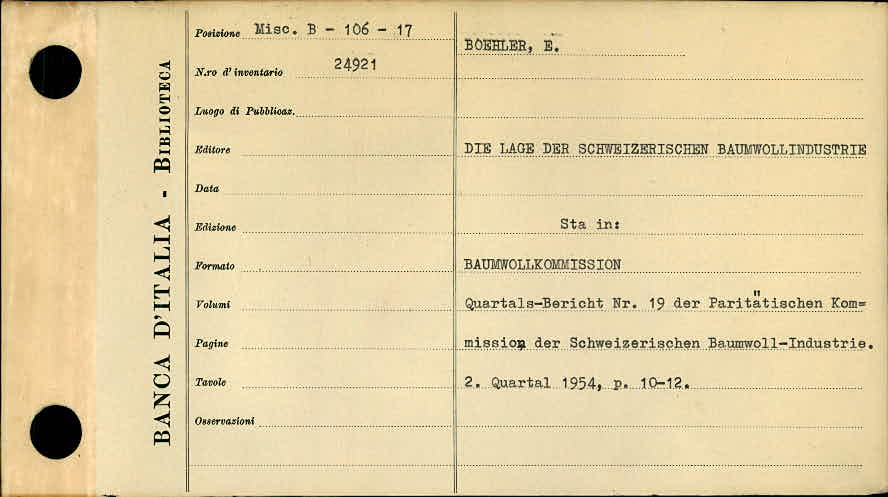 BANCA D'ITALIA - BIBLIOTECA
Posizione Misc. B - 106 - 17
N.ro d' inventario 24921
Luogo di Pubblicaz.
Editore
Data
Edizione
Formato
Volumi
Pagine
Tavole
Osservazioni
BOEHLER, E.
DIE LAGE DER SCHWEIZERISCHEN BAUMWOLLINDUSTRIE
Sta in:
BAUMWOLLKOMMISSION
Quartals-Bericht Nr. 19 der Paritätischen Kom=
mission der Schweizerischen Baumwoll-Industrie.
2. Quartal 1954, p. 10-12.